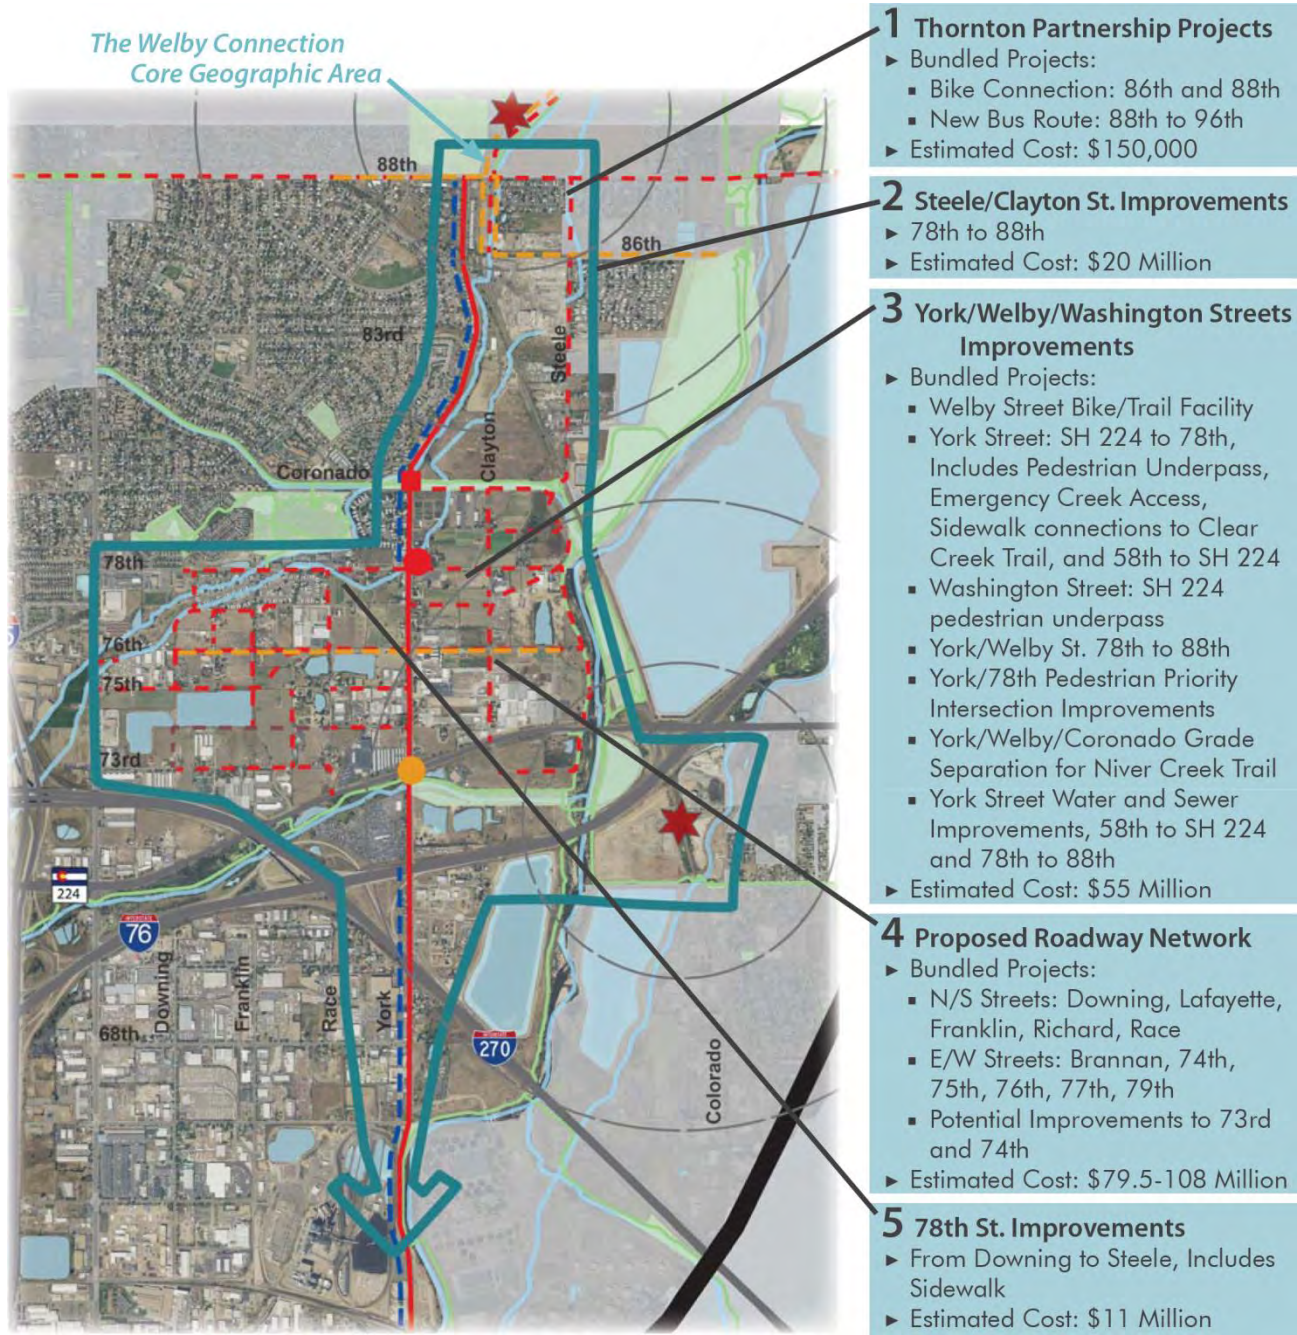 The Welby Connection
Core Geographic Area
88th
86th
83rd
Steele
Clayton
Coronado
78th
76th
75th
73rd
224
INTERSTATE
76
Downing
Franklin
Race
York
68th
INTERSTATE
270
Colorado
1 Thornton Partnership Projects
► Bundled Projects:
▪ Bike Connection: 86th and 88th
▪ New Bus Route: 88th to 96th
► Estimated Cost: $150,000
2 Steele/Clayton St. Improvements
► 78th to 88th
► Estimated Cost: $20 Million
3 York/Welby/Washington Streets
Improvements
► Bundled Projects:
▪ Welby Street Bike/Trail Facility
▪ York Street: SH 224 to 78th,
Includes Pedestrian Underpass,
Emergency Creek Access,
Sidewalk connections to Clear
Creek Trail, and 58th to SH 224
▪ Washington Street: SH 224
pedestrian underpass
▪ York/Welby St. 78th to 88th
▪ York/78th Pedestrian Priority
Intersection Improvements
▪ York/Welby/Coronado Grade
Separation for Niver Creek Trail
▪ York Street Water and Sewer
Improvements, 58th to SH 224
and 78th to 88th
► Estimated Cost: $55 Million
4 Proposed Roadway Network
► Bundled Projects:
▪ N/S Streets: Downing, Lafayette,
Franklin, Richard, Race
▪ E/W Streets: Brannan, 74th,
75th, 76th, 77th, 79th
▪ Potential Improvements to 73rd
and 74th
► Estimated Cost: $79.5-108 Million
5 78th St. Improvements
► From Downing to Steele, Includes
Sidewalk
► Estimated Cost: $11 Million